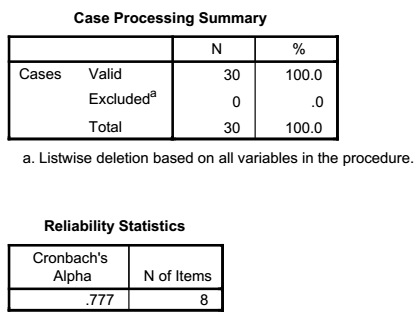 Case Processing Summary
N %
Cases Valid 30 100.0
Excludeda 0 .0
Total 30 100.0
a. Listwise deletion based on all variables in the procedure.
Reliability Statistics
Cronbach's
Alpha N of Items
.777 8